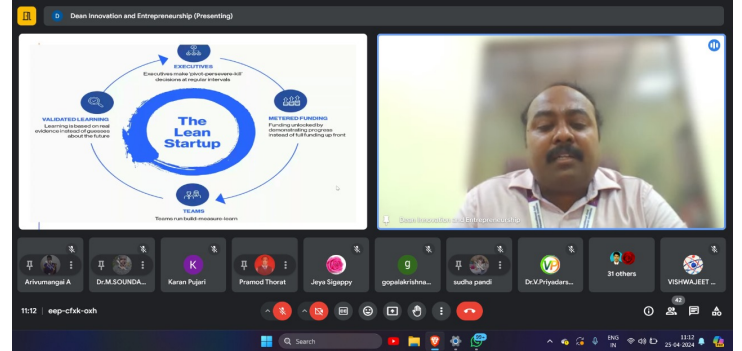 D Dean Innovation and Entrepreneurship (Presenting)
EXECUTIVES
Executives make 'pivot-persevere-kill'
decisions at regular intervals
VALIDATED LEARNING
Learning is based on real
evidence instead of guesses
about the future
The
Lean
Startup
METERED FUNDING
Funding unlocked by
demonstrating progress
instead of full funding up front
TEAMS
Teams run build-measure-learn
Dean Innovation and Entrepreneurship
Arivumangai A
Dr.M.SOUNDA...
K
Karan Pujari
Pramod Thorat
Jeya Sigappy
g
gopalakrishna...
sudha pandi
VP
Dr.V.Priyadars...
31 others
VISHWAJEET ...
11:12 | eep-cfxk-oxh
42
Search
99+
ENG
IN
11:12
25-04-2024